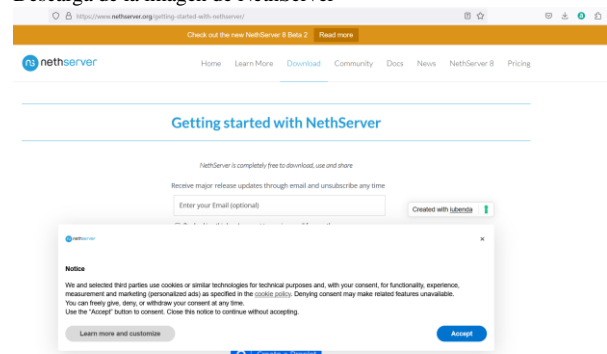 Descarga de la imagen de NethServer
https://www.nethserver.org/getting-started-with-nethserver/
Check out the new NethServer 8 Beta 2 Read more
nethserver Home Learn More Download Community Docs News NethServer 8 Pricing
Getting started with NethServer
NethServer is completely free to download, use and share
Receive major release updates through email and unsubscribe any time
Enter your Email (optional)
Created with iubenda
nethserver
×
Notice
We and selected third parties use cookies or similar technologies for technical purposes and, with your consent, for functionality, experience,
measurement and marketing (personalized ads) as specified in the cookie policy. Denying consent may make related features unavailable.
You can freely give, deny, or withdraw your consent at any time.
Use the "Accept" button to consent. Close this notice to continue without accepting.
Learn more and customize Accept